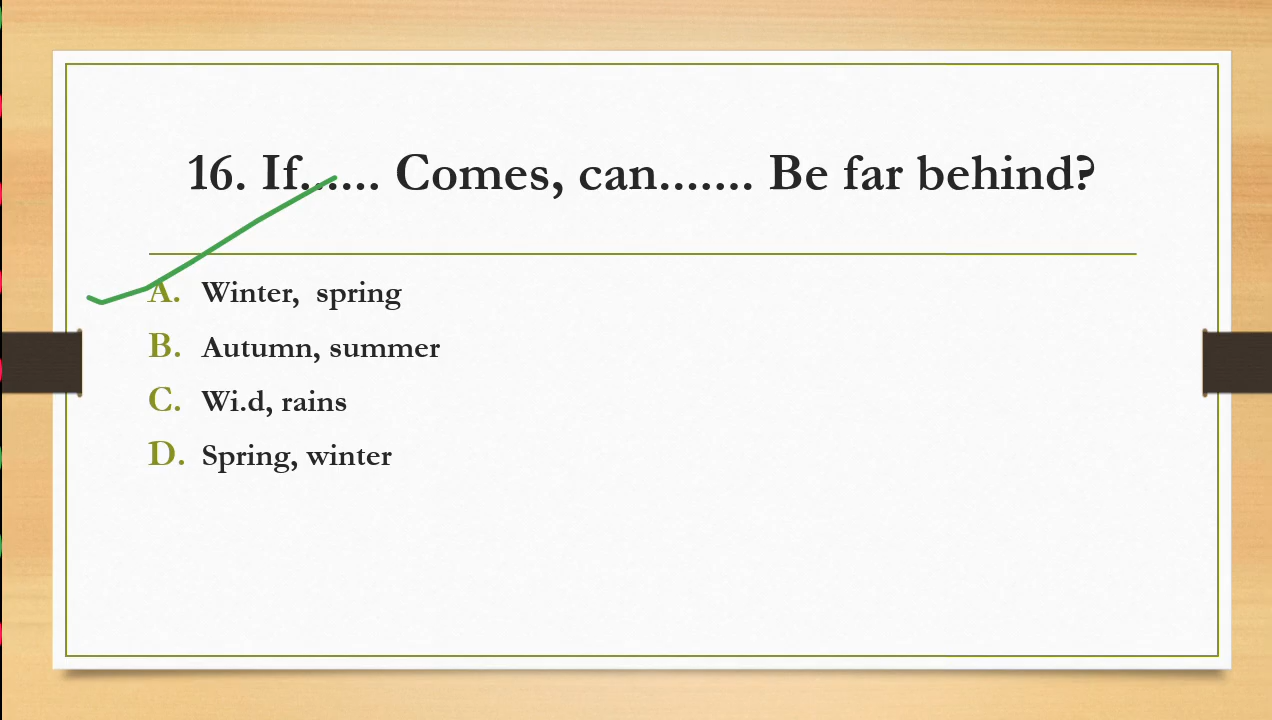 16. If...... Comes, can....... Be far behind?
A. Winter, spring
B. Autumn, summer
C. Wi.d, rains
D. Spring, winter